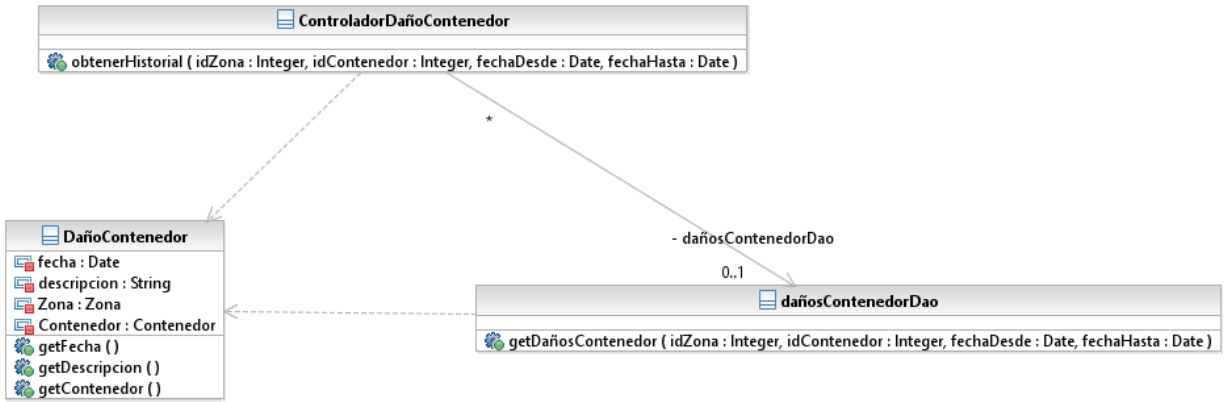 ControladorDañoContenedor
obtenerHistorial ( idZona : Integer, idContenedor : Integer, fechaDesde : Date, fechaHasta : Date )
*
DañoContenedor
fecha : Date
descripcion : String
Zona : Zona
Contenedor : Contenedor
getFecha ( )
getDescripcion ( )
getContenedor ( )
- dañosContenedorDao
0..1
dañosContenedorDao
getDañosContenedor ( idZona : Integer, idContenedor : Integer, fechaDesde : Date, fechaHasta : Date )